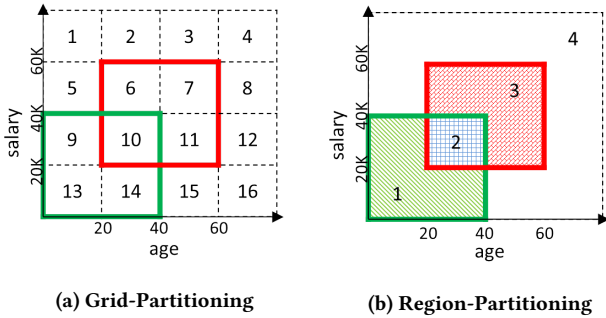 1 2 3 4
60K
5 6 7 8
40K
salary
9 10 11 12
20K
13 14 15 16
20 40 60
age
(a) Grid-Partitioning
4
60K
3
40K
salary
2
20K
1
20 40 60
age
(b) Region-Partitioning